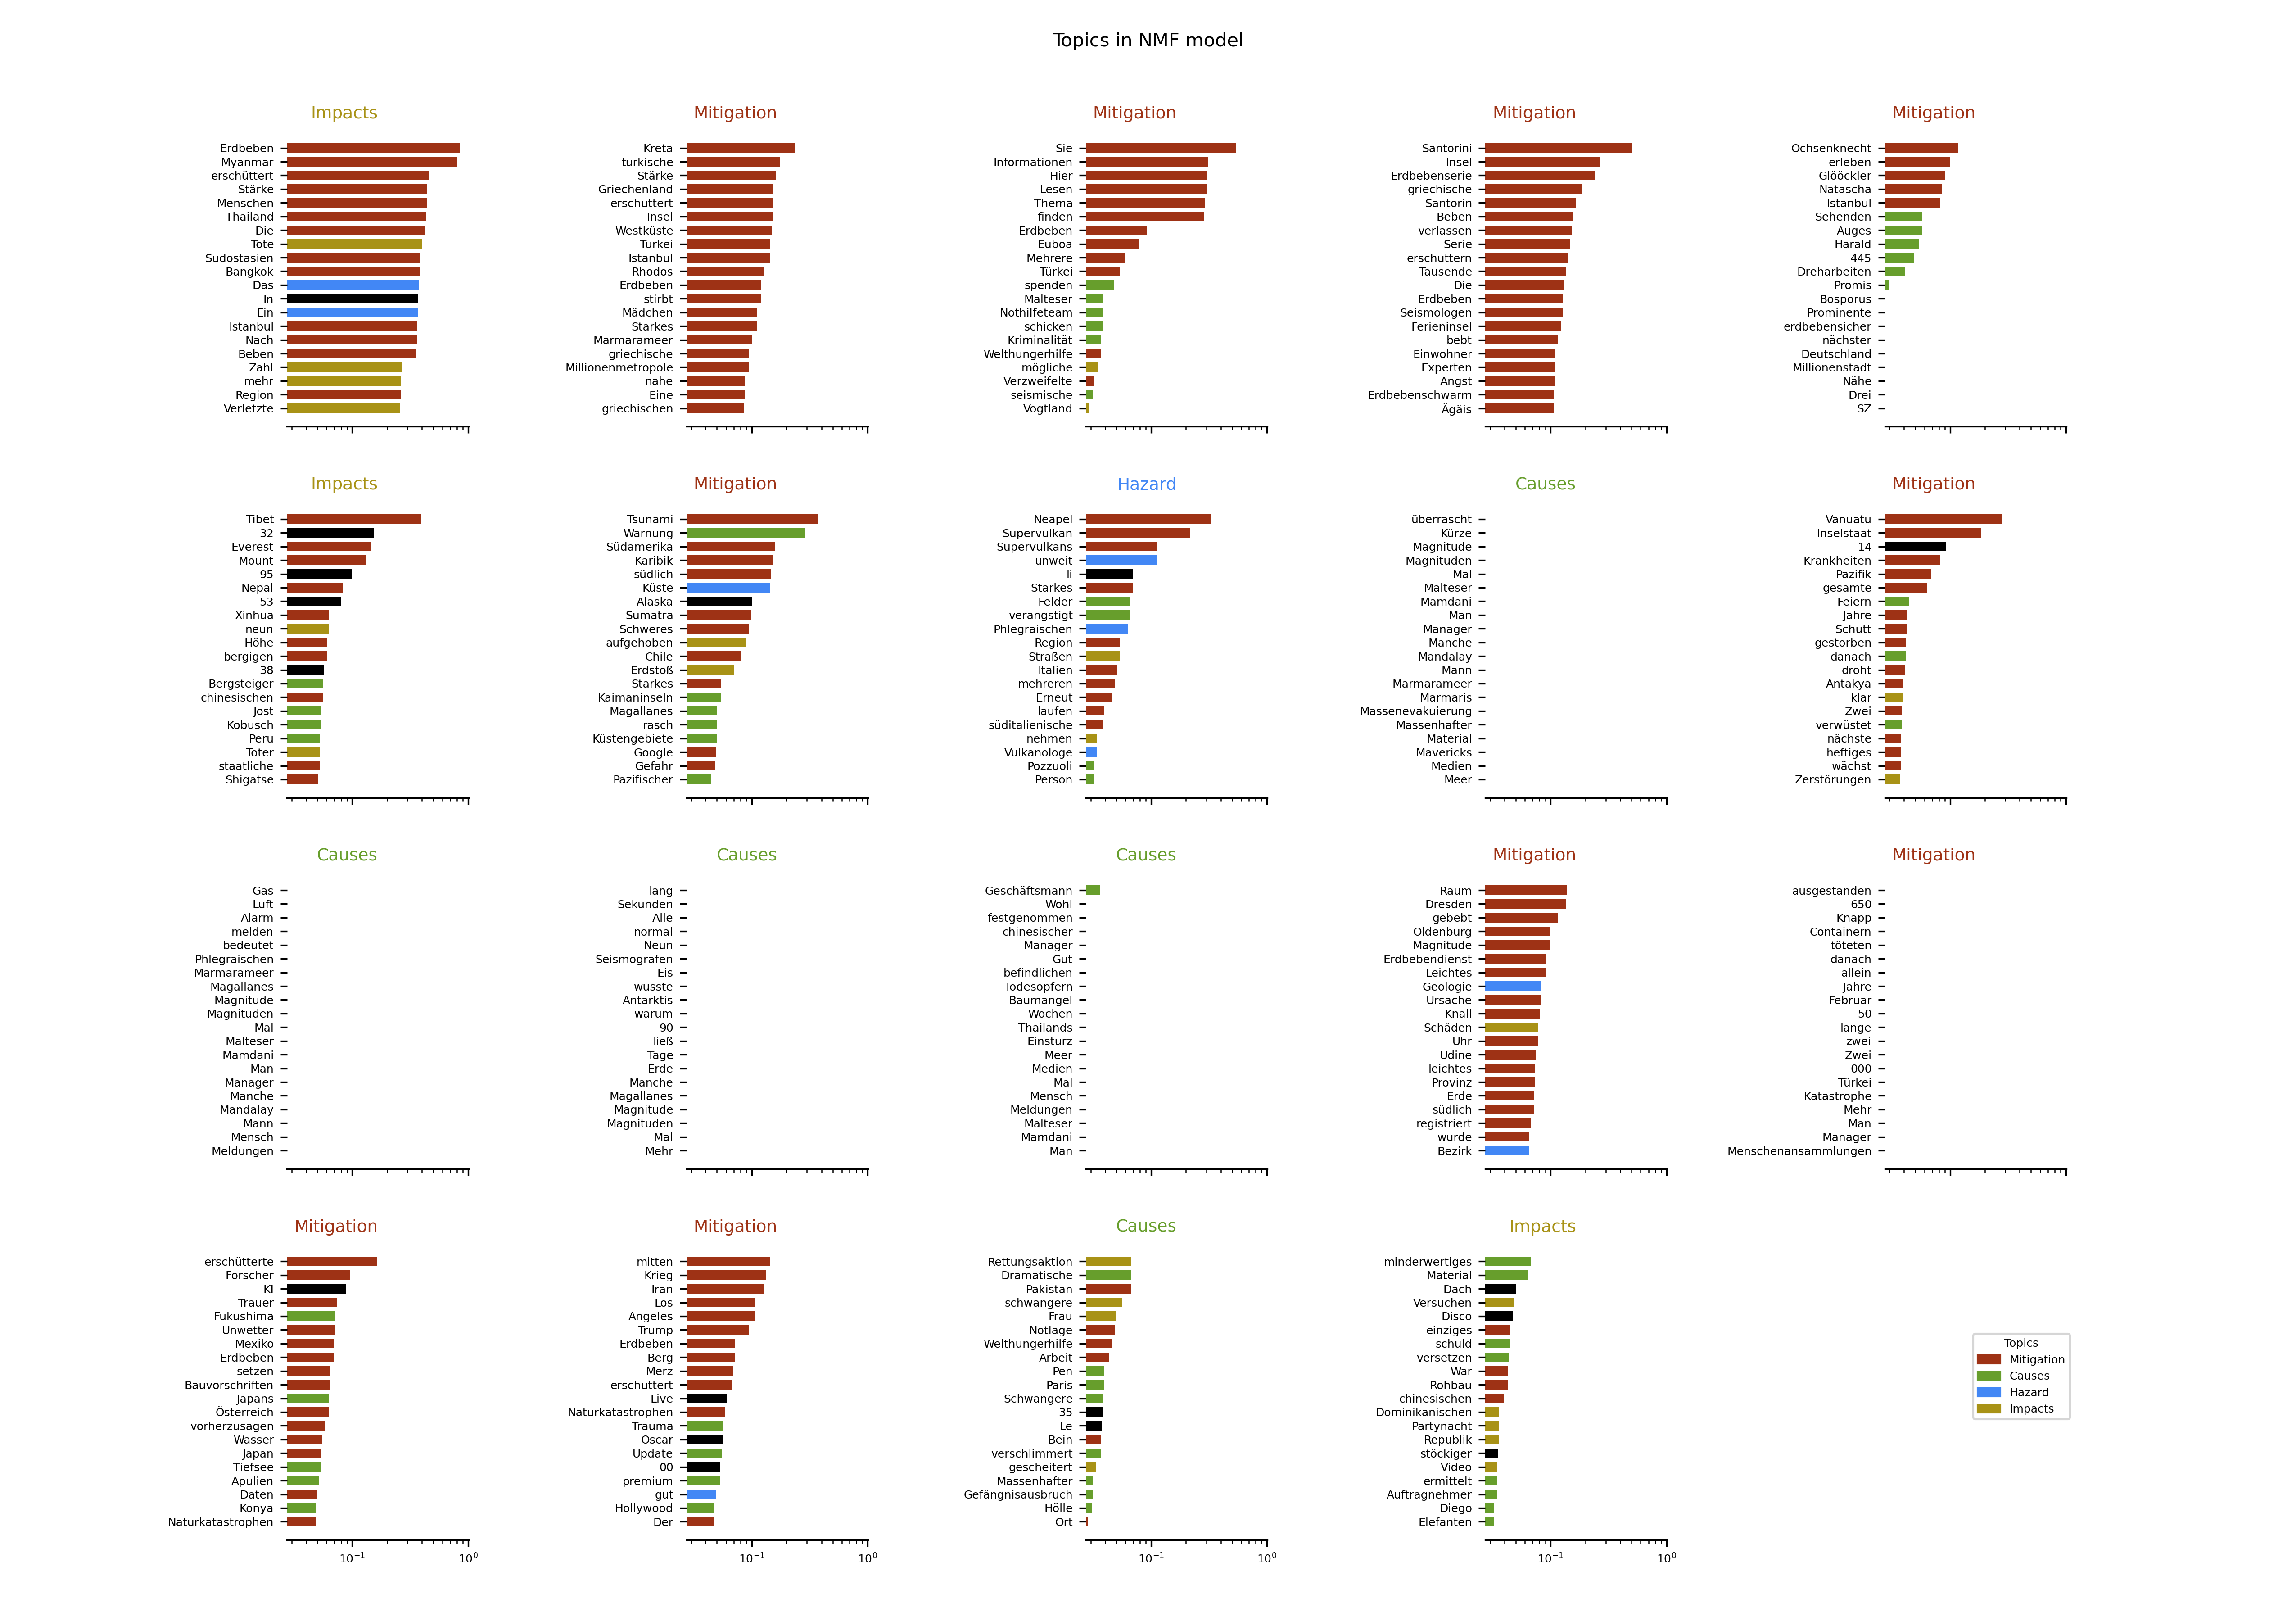 Topics in NMF model
Impacts
Erdbeben
Myanmar
erschüttert
Stärke
Menschen
Thailand
Die
Tote
Südostasien
Bangkok
Das
In
Ein
Istanbul
Nach
Beben
Zahl
mehr
Region
Verletzte
Mitigation
Kreta
türkische
Stärke
Griechenland
erschüttert
Insel
Westküste
Türkei
Istanbul
Rhodos
Erdbeben
stirbt
Mädchen
Starkes
Marmarameer
griechische
Millionenmetropole
nahe
Eine
griechischen
Mitigation
Sie
Informationen
Hier
Lesen
Thema
finden
Erdbeben
Euböa
Mehrere
Türkei
spenden
Malteser
Nothilfeteam
schicken
Kriminalität
Welthungerhilfe
mögliche
Verzweifelte
seismische
Vogtland
Mitigation
Santorini
Insel
Erdbebenserie
griechische
Santorin
Beben
verlassen
Serie
erschüttern
Tausende
Die
Erdbeben
Seismologen
Ferieninsel
bebt
Einwohner
Experten
Angst
Erdbebenschwarm
Ägäis
Mitigation
Ochsenknecht
erleben
Glööckler
Natascha
Istanbul
Sehenden
Auges
Harald
445
Dreharbeiten
Promis
Bosporus
Prominente
erdbebensicher
nächster
Deutschland
Millionenstadt
Nähe
Drei
SZ
Impacts
Tibet
32
Everest
Mount
95
Nepal
53
Xinhua
neun
Höhe
bergigen
38
Bergsteiger
chinesischen
Jost
Kobusch
Peru
Toter
staatliche
Shigatse
Mitigation
Tsunami
Warnung
Südamerika
Karibik
südlich
Küste
Alaska
Sumatra
Schweres
aufgehoben
Chile
Erdstoß
Starkes
Kaimaninseln
Magallanes
rasch
Küstengebiete
Google
Gefahr
Pazifischer
Hazard
Neapel
Supervulkan
Supervulkans
unweit
li
Starkes
Felder
verängstigt
Phlegräischen
Region
Straßen
Italien
mehreren
Erneut
laufen
süditalienische
nehmen
Vulkanologe
Pozzuoli
Person
Causes
überrascht
Kürze
Magnitude
Magnituden
Mal
Malteser
Mamdani
Man
Manager
Manche
Mandalay
Mann
Marmarameer
Marmaris
Massenevakuierung
Massenhafter
Material
Mavericks
Medien
Meer
Mitigation
Vanuatu
Inselstaat
14
Krankheiten
Pazifik
gesamte
Feiern
Jahre
Schutt
gestorben
danach
droht
Antakya
klar
Zwei
verwüstet
nächste
heftiges
wächst
Zerstörungen
Causes
Gas
Luft
Alarm
melden
bedeutet
Phlegräischen
Marmarameer
Magallanes
Magnitude
Magnituden
Mal
Malteser
Mamdani
Man
Manager
Manche
Mandalay
Mann
Mensch
Meldungen
Causes
lang
Sekunden
Alle
normal
Neun
Seismografen
Eis
wusste
Antarktis
warum
90
ließ
Tage
Erde
Manche
Magallanes
Magnitude
Magnituden
Mal
Mehr
Causes
Geschäftsmann
Wohl
festgenommen
chinesischer
Manager
Gut
befindlichen
Todesopfern
Baumängel
Wochen
Thailands
Einsturz
Meer
Medien
Mal
Mensch
Meldungen
Malteser
Mamdani
Man
Mitigation
Raum
Dresden
gebebt
Oldenburg
Magnitude
Erdbebendienst
Leichtes
Geologie
Ursache
Knall
Schäden
Uhr
Udine
leichtes
Provinz
Erde
südlich
registriert
wurde
Bezirk
Mitigation
ausgestanden
650
Knapp
Containern
töteten
danach
allein
Jahre
Februar
50
lange
zwei
Zwei
000
Türkei
Katastrophe
Mehr
Man
Manager
Menschenansammlungen
Mitigation
erschütterte
Forscher
KI
Trauer
Fukushima
Unwetter
Mexiko
Erdbeben
setzen
Bauvorschriften
Japans
Österreich
vorherzusagen
Wasser
Japan
Tiefsee
Apulien
Daten
Konya
Naturkatastrophen
10⁻¹ 10⁰
Mitigation
mitten
Krieg
Iran
Los
Angeles
Trump
Erdbeben
Berg
Merz
erschüttert
Live
Naturkatastrophen
Trauma
Oscar
Update
00
premium
gut
Hollywood
Der
10⁻¹ 10⁰
Causes
Rettungsaktion
Dramatische
Pakistan
schwangere
Frau
Notlage
Welthungerhilfe
Arbeit
Pen
Paris
Schwangere
35
Le
Bein
verschlimmert
gescheitert
Massenhafter
Gefängnisausbruch
Hölle
Ort
10⁻¹ 10⁰
Impacts
minderwertiges
Material
Dach
Versuchen
Disco
einziges
schuld
versetzen
War
Rohbau
chinesischen
Dominikanischen
Partynacht
Republik
stöckiger
Video
ermittelt
Auftragnehmer
Diego
Elefanten
10⁻¹ 10⁰
Topics
Mitigation
Causes
Hazard
Impacts